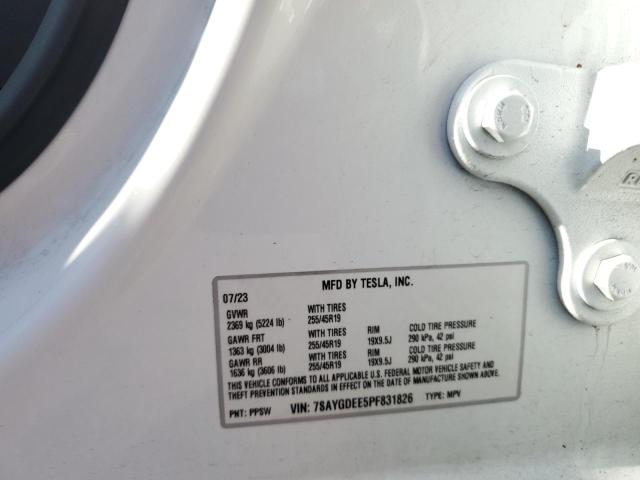 MFD BY TESLA, INC.
07/23
GVWR WITH TIRES
2369 kg (5224 lb) 255/45R19
GAWR FRT WITH TIRES RIM COLD TIRE PRESSURE
1363 kg (3004 lb) 255/45R19 19X9.5J 290 kPa, 42 psi
GAWR RR WITH TIRES RIM COLD TIRE PRESSURE
1636 kg (3606 lb) 255/45R19 19X9.5J 290 kPa, 42 psi
THIS VEHICLE CONFORMS TO ALL APPLICABLE U.S. FEDERAL MOTOR VEHICLE SAFETY AND
THEFT PREVENTION STANDARDS IN EFFECT ON THE DATE OF MANUFACTURE SHOWN ABOVE.
PNT: PPSW VIN: 7SAYGDEE5PF831826 TYPE: MPV